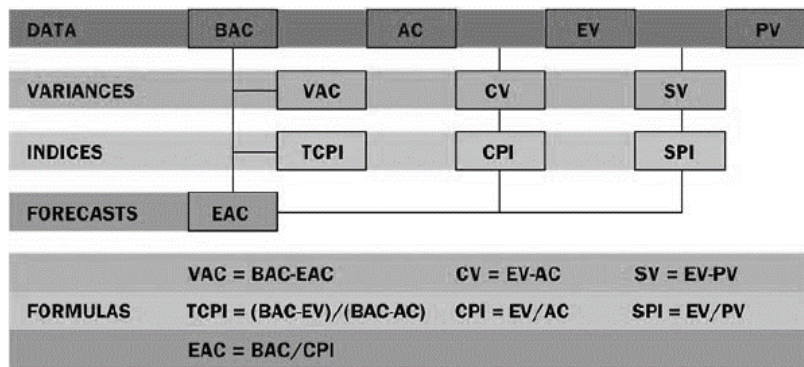 DATA BAC AC EV PV
VARIANCES VAC CV SV
INDICES TCPI CPI SPI
FORECASTS EAC
VAC = BAC-EAC CV = EV-AC SV = EV-PV
FORMULAS TCPI = (BAC-EV)/(BAC-AC) CPI = EV/AC SPI = EV/PV
EAC = BAC/CPI